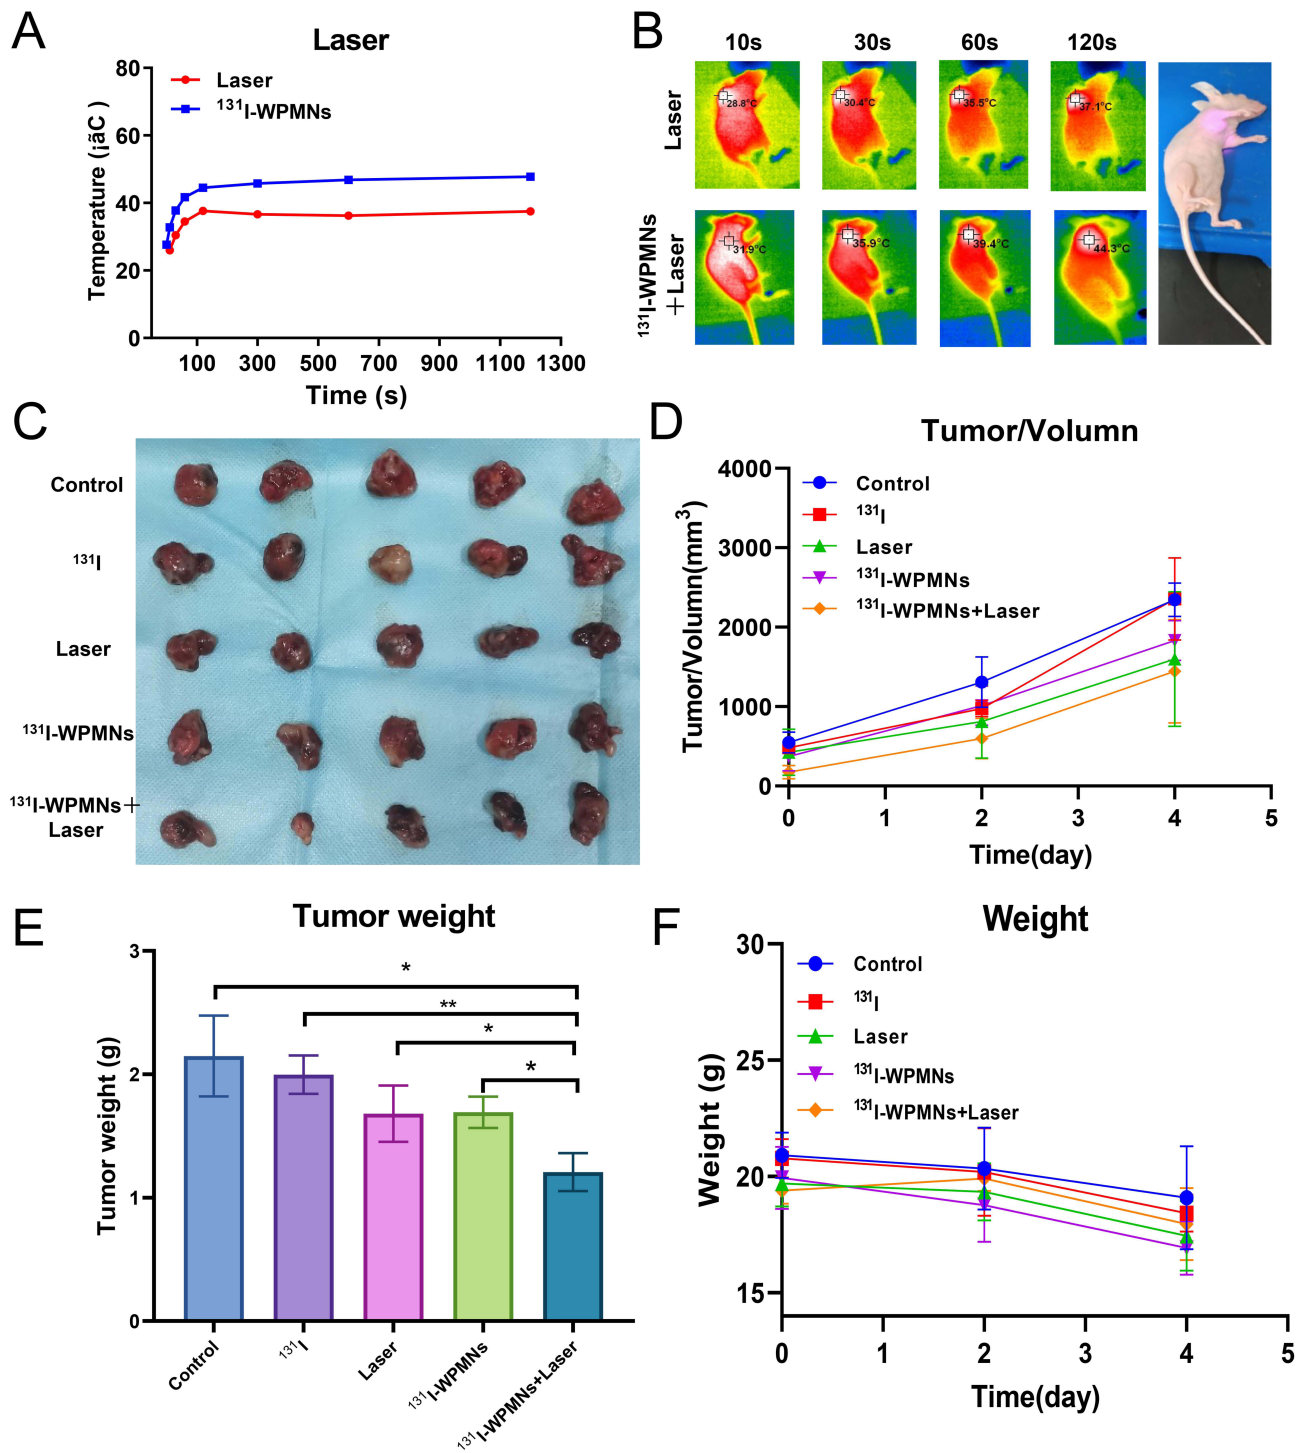 A
Laser
80
60
40
20
0
Temperature (¡ãC )
Laser
¹³¹I-WPMNs
100 300 500 700 900 1100 1300
Time (s)
B
10s 30s 60s 120s
Laser
28.8°C 30.4°C 35.5°C 37.1°C
¹³¹I-WPMNs
+Laser
31.9°C 35.9°C 39.4°C 44.3°C
C
Control
¹³¹I
Laser
¹³¹I-WPMNs
¹³¹I-WPMNs+
Laser
D
Tumor/Volumn
4000
3000
2000
1000
0
Tumor/Volumn(mm³)
Control
¹³¹I
Laser
¹³¹I-WPMNs
¹³¹I-WPMNs+Laser
0 1 2 3 4 5
Time(day)
E
Tumor weight
3
2
1
0
Tumor weight (g)
*
**
*
*
Control
¹³¹I
Laser
¹³¹I-WPMNs
¹³¹I-WPMNs+Laser
F
Weight
30
25
20
15
Weight (g)
Control
¹³¹I
Laser
¹³¹I-WPMNs
¹³¹I-WPMNs+Laser
0 1 2 3 4 5
Time(day)